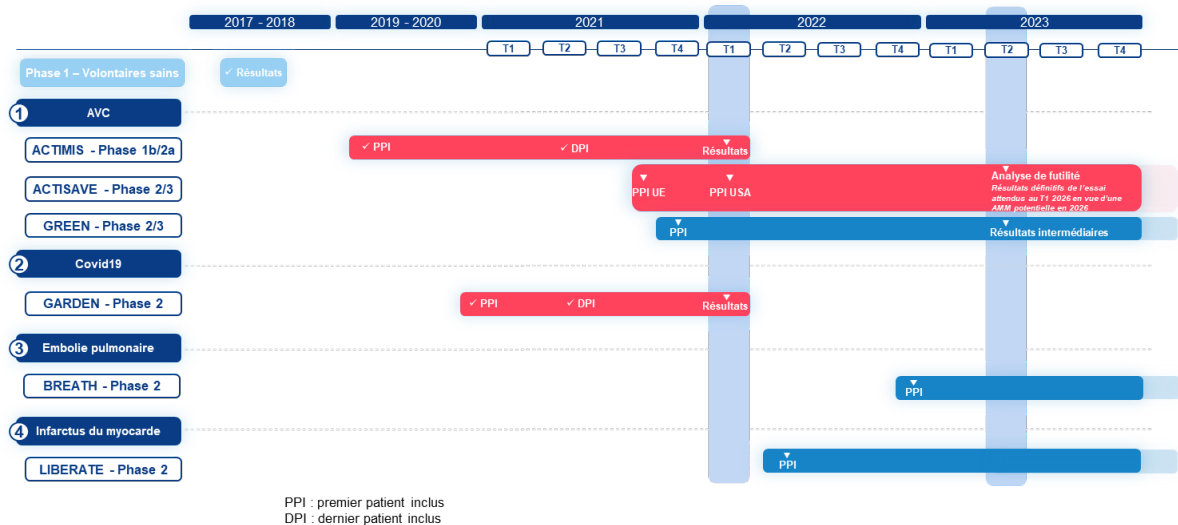 2017 - 2018 2019 - 2020 2021 2022 2023
T1 T2 T3 T4 T1 T2 T3 T4 T1 T2 T3 T4
Phase 1 – Volontaires sains ✓ Résultats
1 AVC
ACTIMIS - Phase 1b/2a ✓ PPI ✓ DPI Résultats
ACTISAVE - Phase 2/3 PPI UE PPI USA Analyse de futilité
Résultats définitifs de l'essai
attendus au T1 2026 en vue d'une
AMM potentielle en 2026
GREEN - Phase 2/3 PPI Résultats intermédiaires
2 Covid19
GARDEN - Phase 2 ✓ PPI ✓ DPI Résultats
3 Embolie pulmonaire
BREATH - Phase 2 PPI
4 Infarctus du myocarde
LIBERATE - Phase 2 PPI
PPI : premier patient inclus
DPI : dernier patient inclus